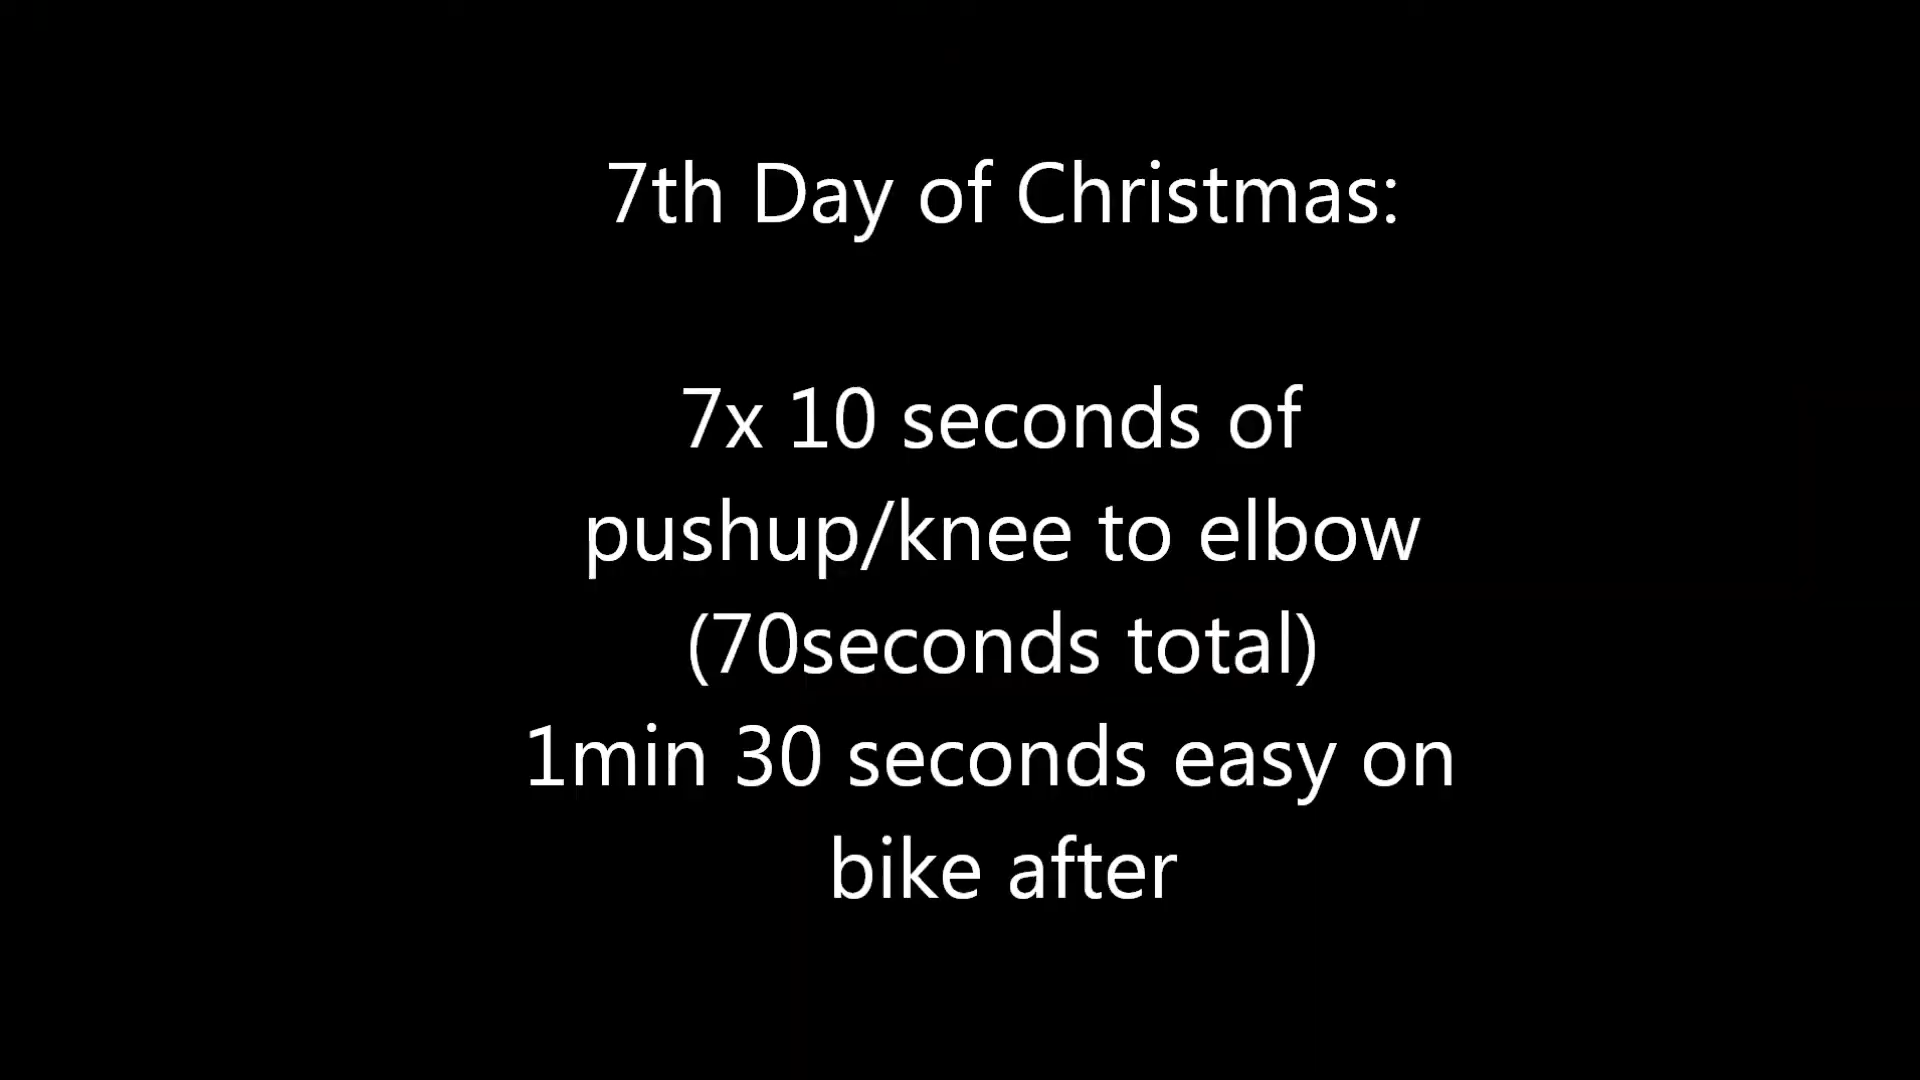 7th Day of Christmas:
7x 10 seconds of
pushup/knee to elbow
(70seconds total)
1min 30 seconds easy on
bike after